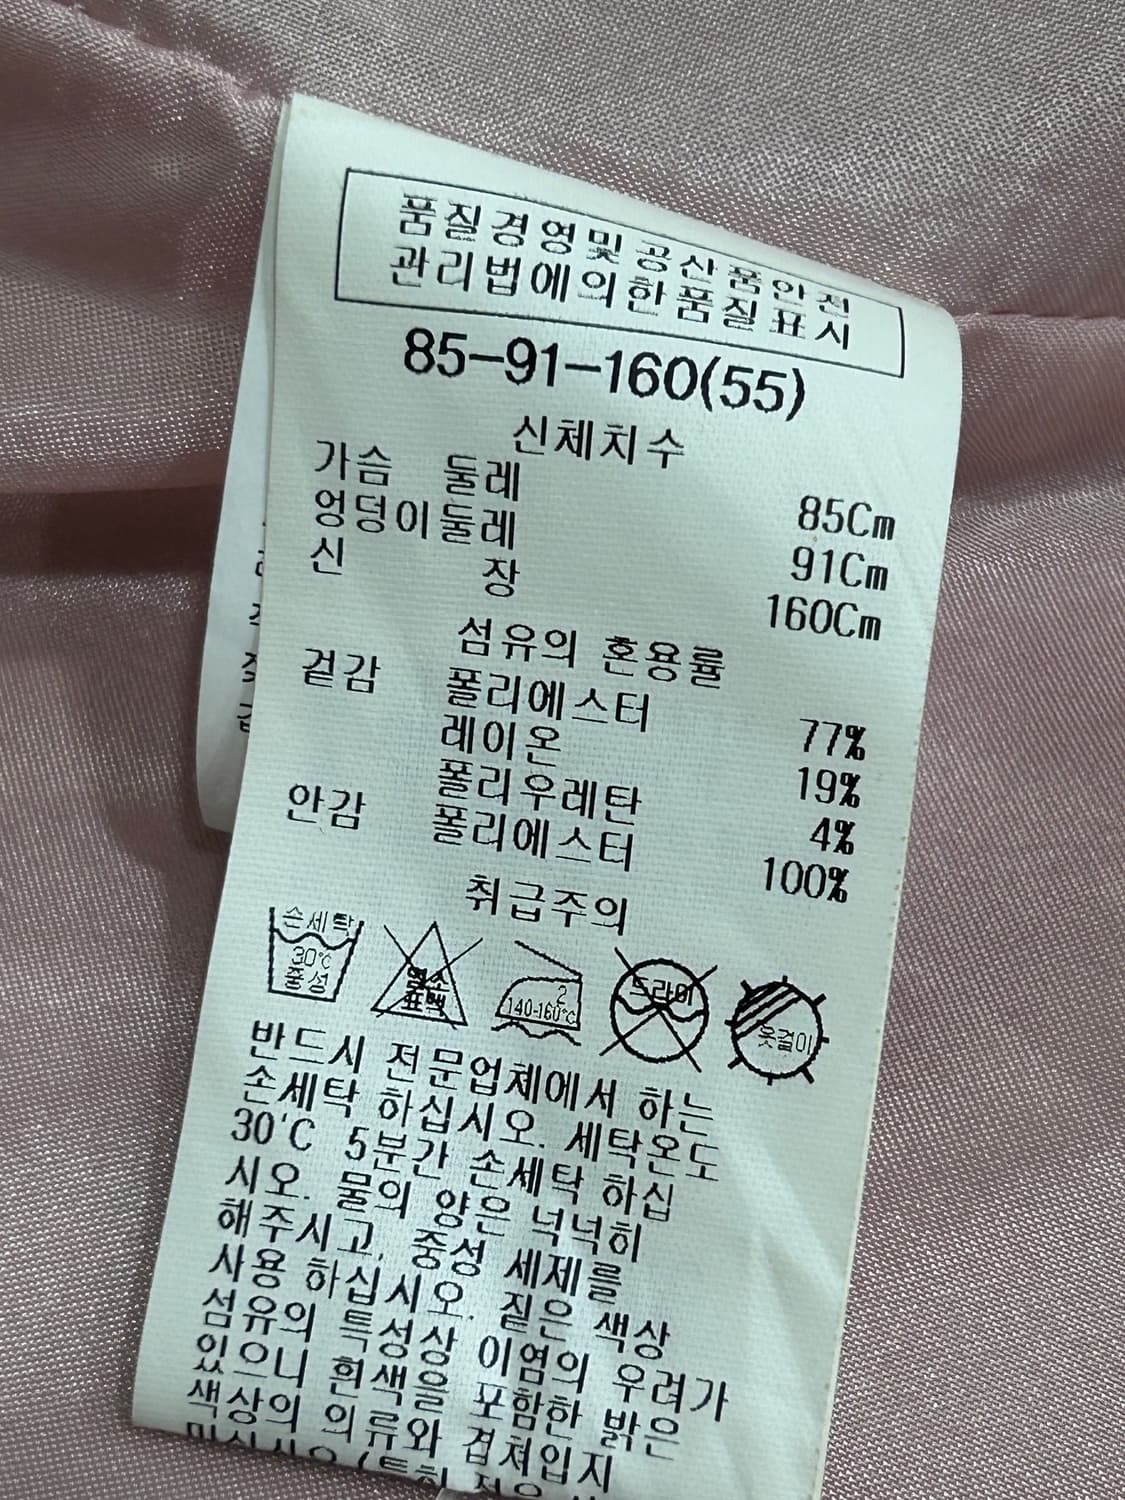 품질경영및공산품안전
관리법에의한품질표시
85-91-160(55)
신체치수
가슴 둘레 85Cm
엉덩이둘레 91Cm
신 장 160Cm
섬유의 혼용률
겉감 폴리에스터 77%
레이온 19%
폴리우레탄 4%
안감 폴리에스터 100%
취급주의
손세탁 30℃ 중성
염소 표백
2 140-160℃
드라이
옷걸이
반드시 전문업체에서 하는
손세탁 하십시오. 세탁온도
30'C 5분간 손세탁 하십
시오. 물의 양은 넉넉히
해주시고, 중성 세제를
사용 하십시오. 짙은 색상
섬유의 특성상 이염의 우려가
있으니 흰색을 포함한 밝은
색상의 의류와 겹쳐입지